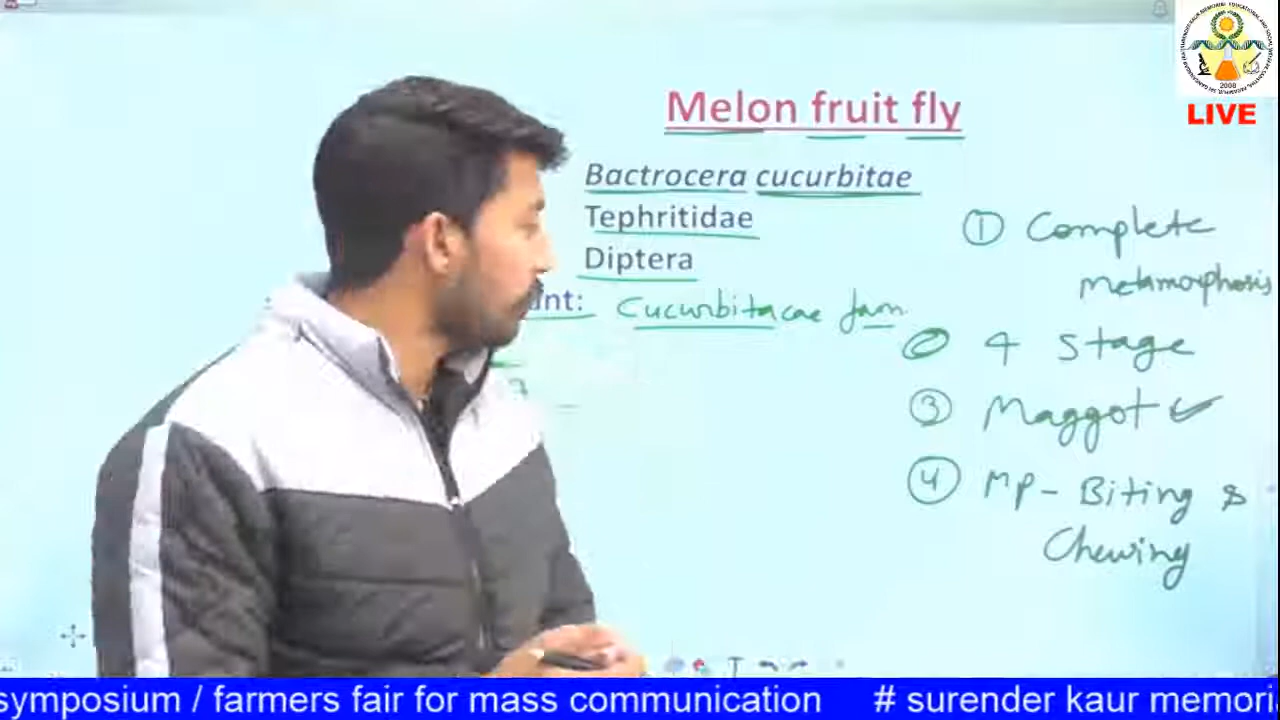 Melon fruit fly
Bactrocera cucurbitae
Tephritidae
Diptera
Cucurbitacae fam.
① Complete
metamorphosis
4 Stage
③ Maggot ✓
④ MP - Biting &
Chewing
2008
LIVE
symposium / farmers fair for mass communication # surender kaur memori